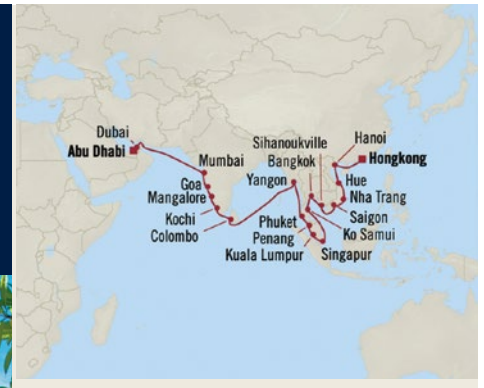 Dubai
Abu Dhabi
Mumbai
Goa
Mangalore
Kochi
Colombo
Yangon
Sihanoukville
Bangkok
Hanoi
Hongkong
Hue
Nha Trang
Saigon
Ko Samui
Phuket
Penang
Kuala Lumpur
Singapur